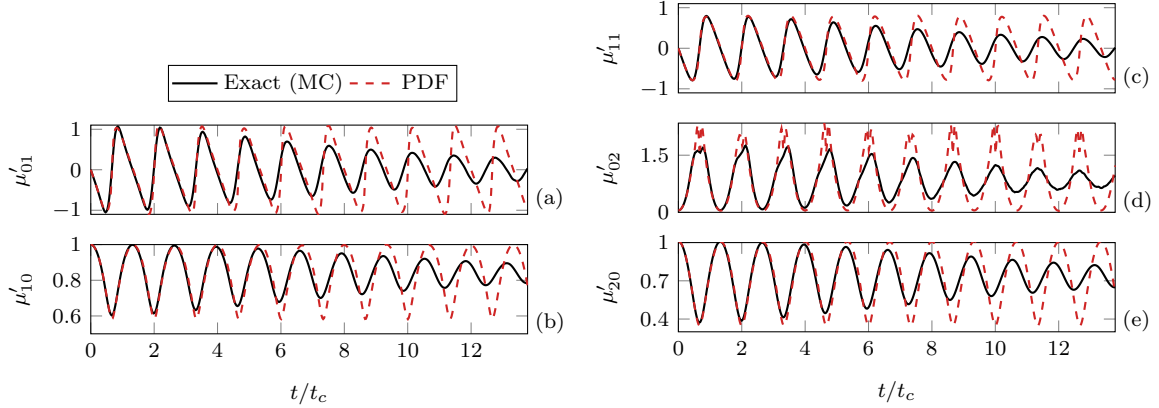 Exact (MC) PDF
1
0
−1
μ′01
(a)
1
0.8
0.6
μ′10
(b)
0 2 4 6 8 10 12
t/tc
1
0
−1
μ′11
(c)
1.5
0
μ′02
(d)
1
0.7
0.4
μ′20
(e)
0 2 4 6 8 10 12
t/tc